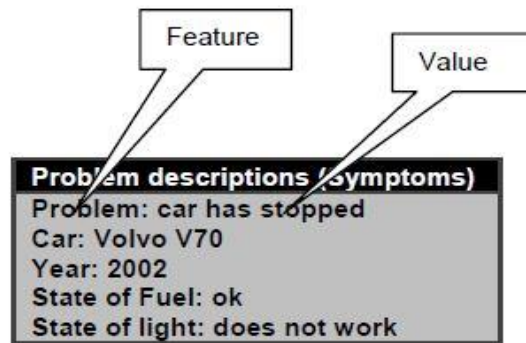 Feature
Value
Problem descriptions (Symptoms)
Problem: car has stopped
Car: Volvo V70
Year: 2002
State of Fuel: ok
State of light: does not work